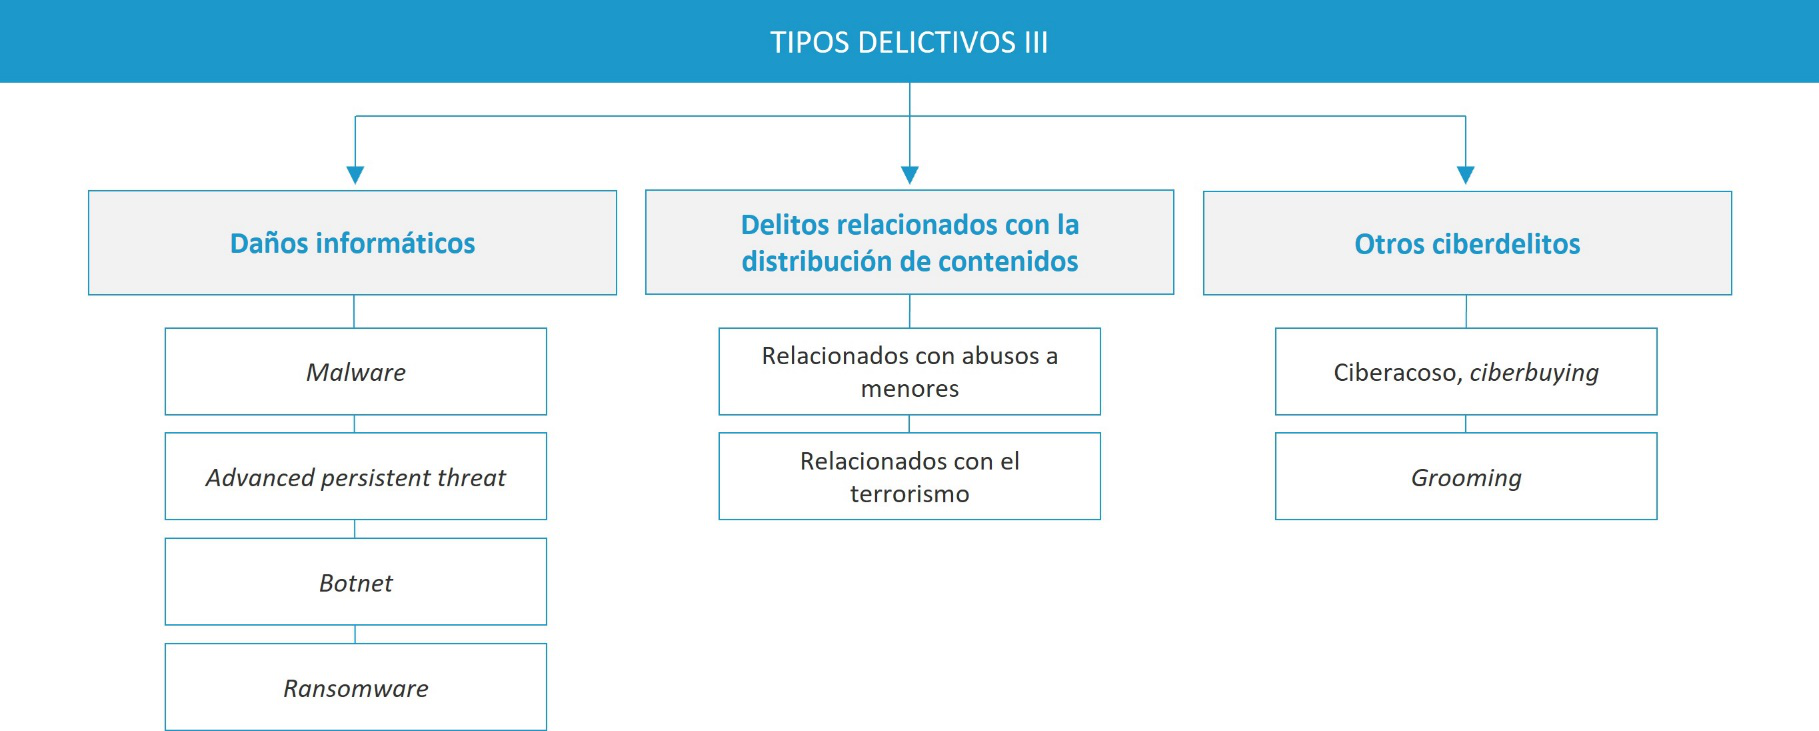 TIPOS DELICTIVOS III
Daños informáticos
Malware
Advanced persistent threat
Botnet
Ransomware
Delitos relacionados con la
distribución de contenidos
Relacionados con abusos a
menores
Relacionados con el
terrorismo
Otros ciberdelitos
Ciberacoso, ciberbuying
Grooming